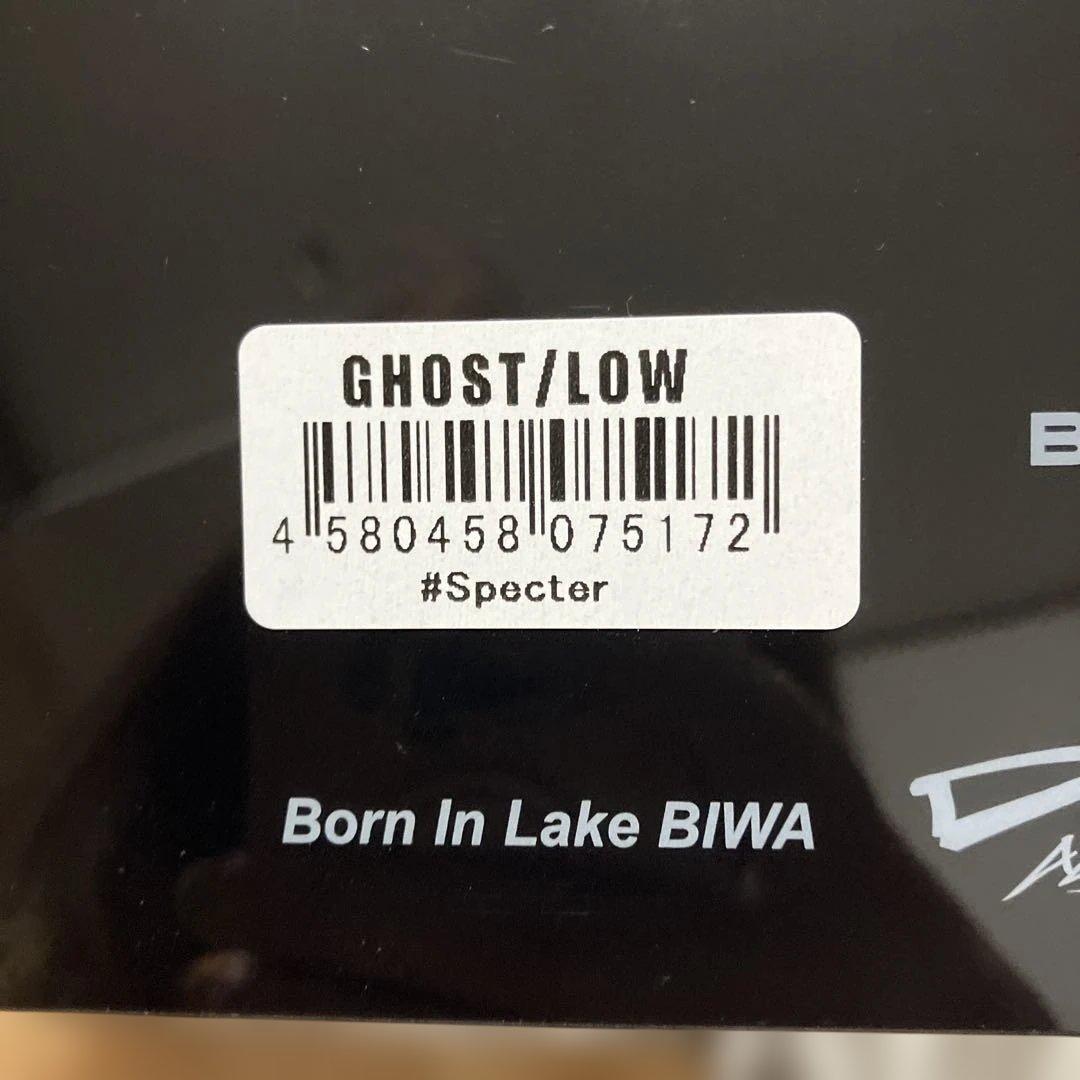 GHOST/LOW
4 580458 075172
#Specter
B
Born In Lake BIWA